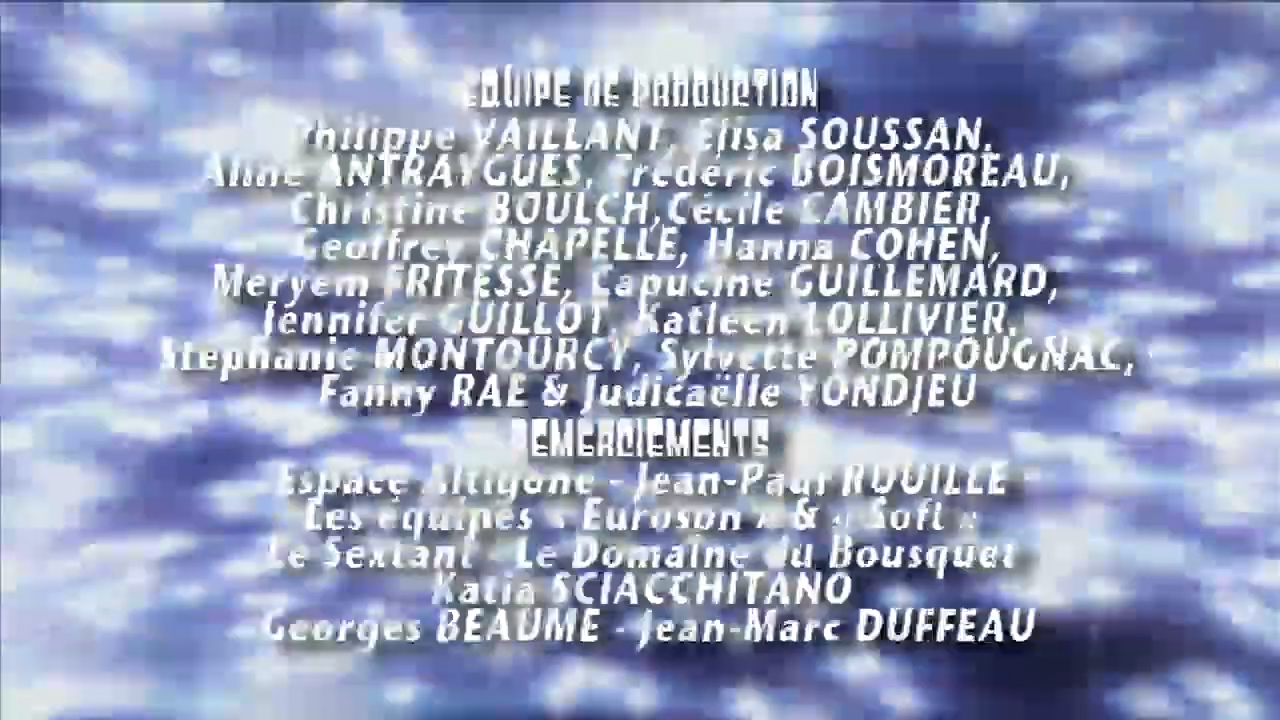 EQUIPE DE PRODUCTION
Philippe VAILLANT, Elisa SOUSSAN,
Anne ANTRAYGUES, Frédéric BOISMOREAU,
Christine BOULCH, Cécile CAMBIER,
Geoffrey CHAPELLE, Hanna COHEN,
Meryem FRITESSE, Capucine GUILLEMARD,
Jennifer GUILLOT, Katleen LOLLIVIER,
Stephanie MONTOURCY, Sylvette POMPOUGNAC,
Fanny RAE & Judicaëlle YONDJEU
REMERCIEMENTS
Espace Altigone - Jean-Paul ROUILLE -
Les équipes « Euroson » & « Soft »
Le Sextant - Le Domaine du Bousquet
Katia SCIACCHITANO
Georges BEAUME - Jean-Marc DUFFEAU